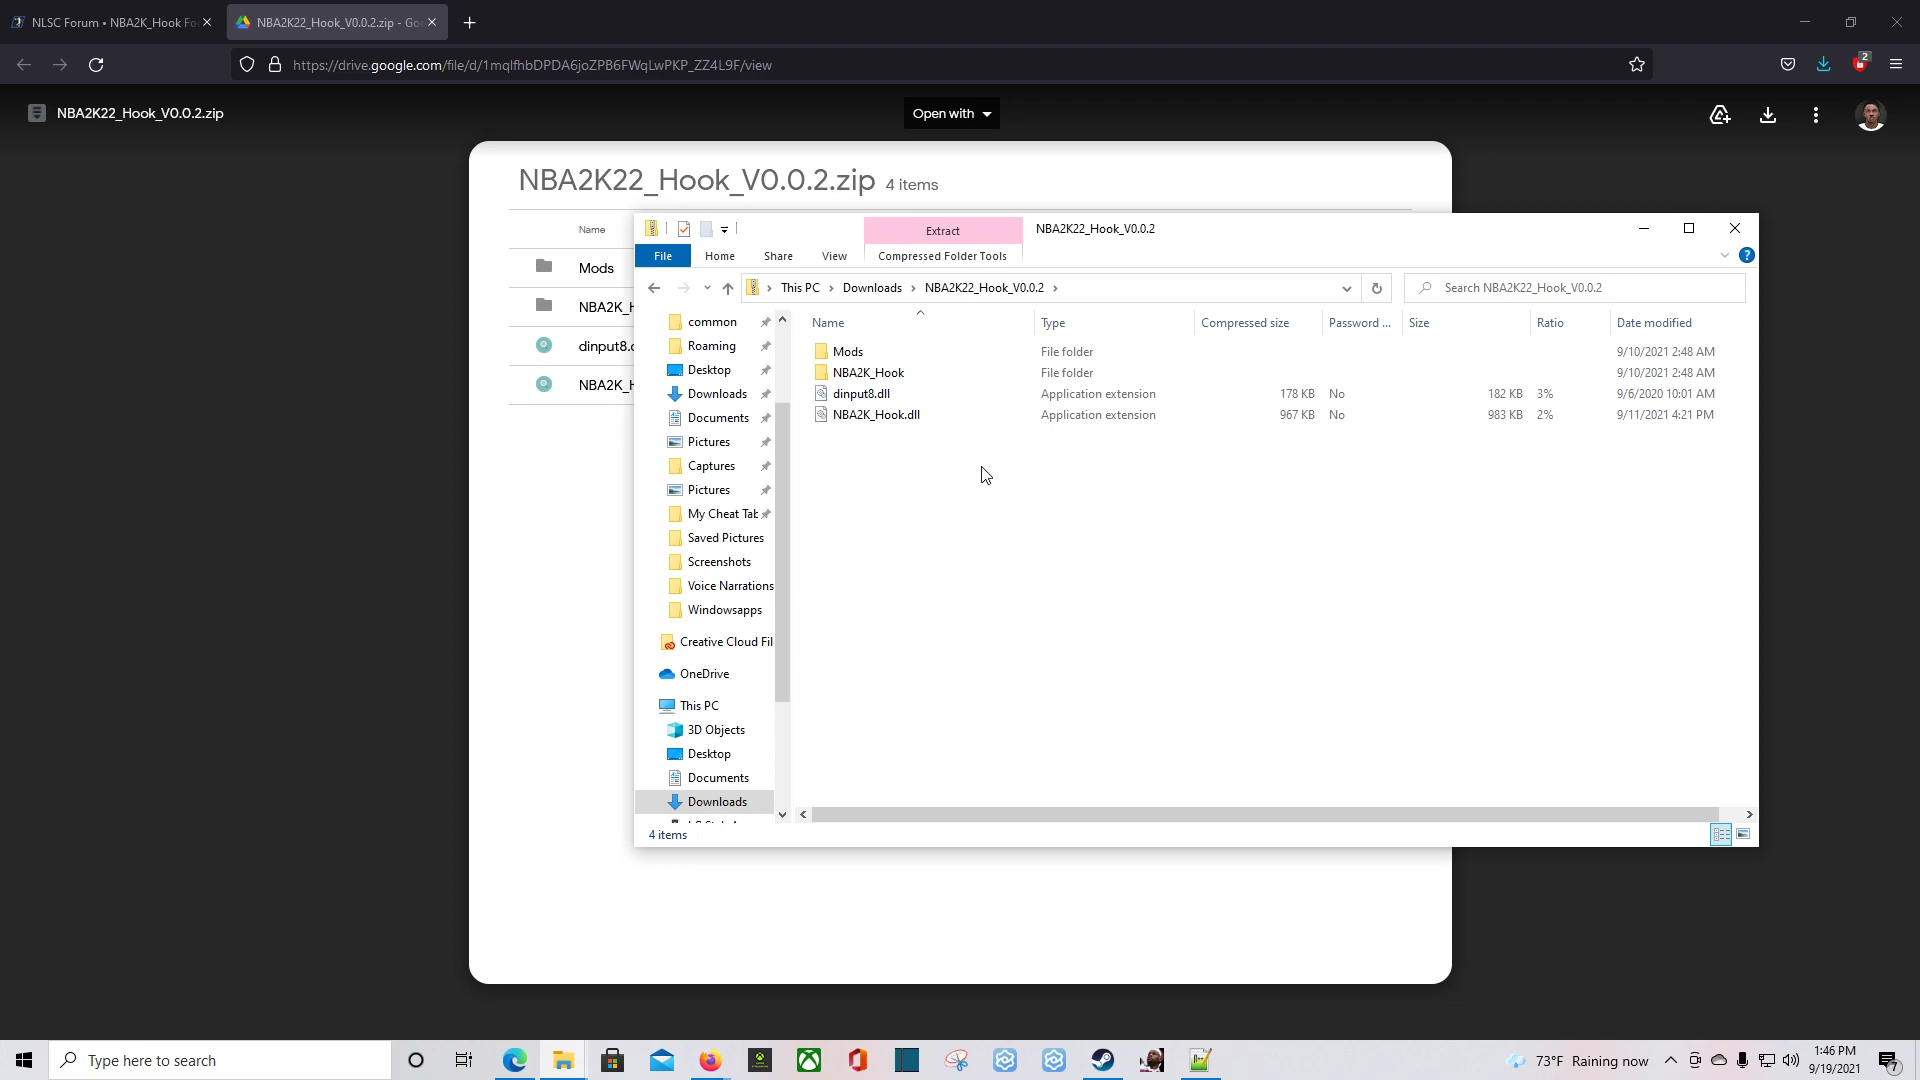 NLSC Forum • NBA2K_Hook Fo
NBA2K22_Hook_V0.0.2.zip - Go
https://drive.google.com/file/d/1mqlfhbDPDA6joZPB6FWqLwPKP_ZZ4L9F/view
2
NBA2K22_Hook_V0.0.2.zip
Open with
NBA2K22_Hook_V0.0.2.zip 4 items
Name
Mods
NBA2K_H
dinput8.d
NBA2K_H
Extract
NBA2K22_Hook_V0.0.2
File Home Share View Compressed Folder Tools
This PC > Downloads > NBA2K22_Hook_V0.0.2 >
Search NBA2K22_Hook_V0.0.2
common
Roaming
Desktop
Downloads
Documents
Pictures
Captures
Pictures
My Cheat Tab
Saved Pictures
Screenshots
Voice Narrations
Windowsapps
Creative Cloud Fil
OneDrive
This PC
3D Objects
Desktop
Documents
Downloads
Name Type Compressed size Password ... Size Ratio Date modified
Mods File folder 9/10/2021 2:48 AM
NBA2K_Hook File folder 9/10/2021 2:48 AM
dinput8.dll Application extension 178 KB No 182 KB 3% 9/6/2020 10:01 AM
NBA2K_Hook.dll Application extension 967 KB No 983 KB 2% 9/11/2021 4:21 PM
4 items
Type here to search
73°F Raining now
1:46 PM
9/19/2021
7